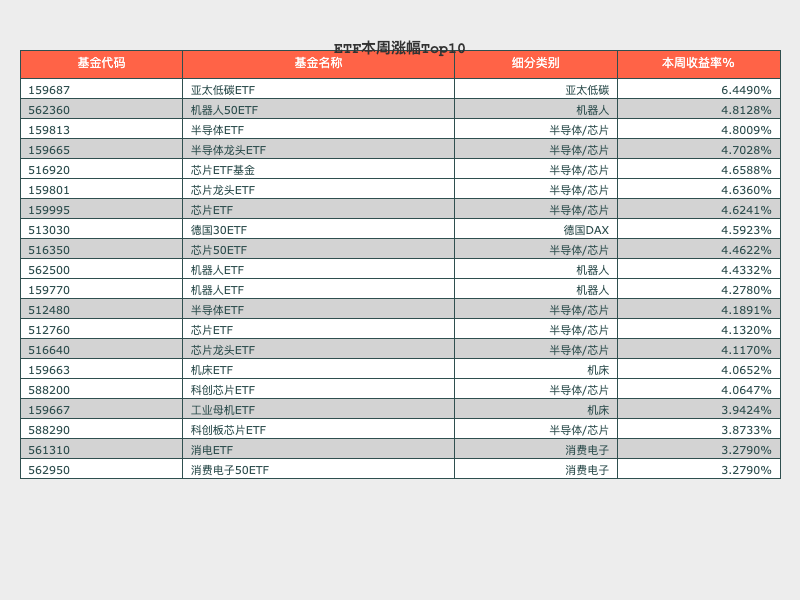 ETF本周涨幅Top10
基金代码 基金名称 细分类别 本周收益率%
159687 亚太低碳ETF 亚太低碳 6.4490%
562360 机器人50ETF 机器人 4.8128%
159813 半导体ETF 半导体/芯片 4.8009%
159665 半导体龙头ETF 半导体/芯片 4.7028%
516920 芯片ETF基金 半导体/芯片 4.6588%
159801 芯片龙头ETF 半导体/芯片 4.6360%
159995 芯片ETF 半导体/芯片 4.6241%
513030 德国30ETF 德国DAX 4.5923%
516350 芯片50ETF 半导体/芯片 4.4622%
562500 机器人ETF 机器人 4.4332%
159770 机器人ETF 机器人 4.2780%
512480 半导体ETF 半导体/芯片 4.1891%
512760 芯片ETF 半导体/芯片 4.1320%
516640 芯片龙头ETF 半导体/芯片 4.1170%
159663 机床ETF 机床 4.0652%
588200 科创芯片ETF 半导体/芯片 4.0647%
159667 工业母机ETF 机床 3.9424%
588290 科创板芯片ETF 半导体/芯片 3.8733%
561310 消电ETF 消费电子 3.2790%
562950 消费电子50ETF 消费电子 3.2790%